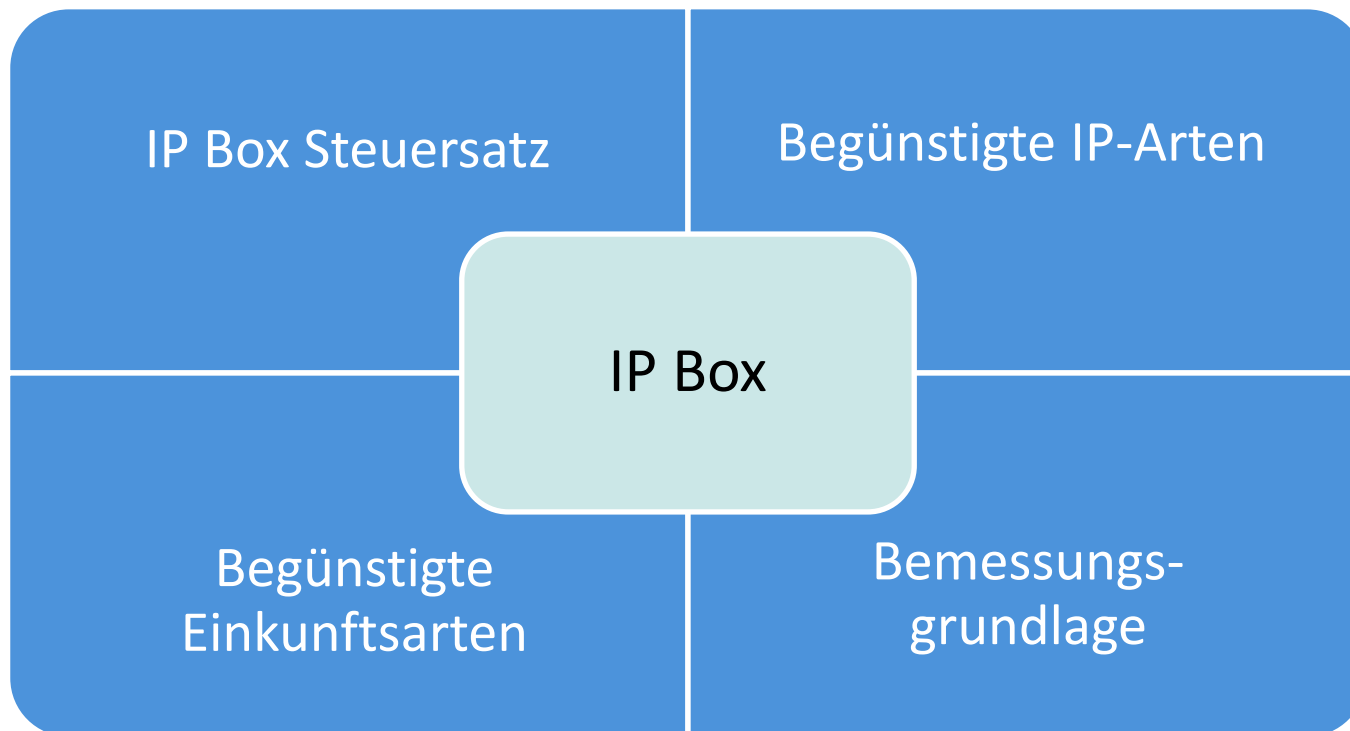 IP Box Steuersatz
Begünstigte IP-Arten
IP Box
Begünstigte
Einkunftsarten
Bemessungs-
grundlage